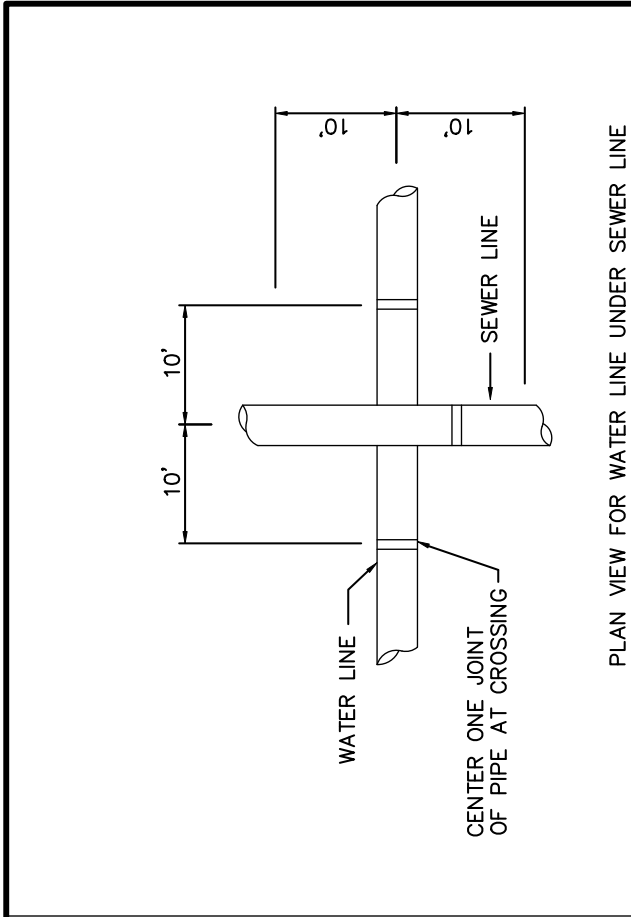 10'
10'
10'
10'
WATER LINE
SEWER LINE
CENTER ONE JOINT
OF PIPE AT CROSSING
PLAN VIEW FOR WATER LINE UNDER SEWER LINE